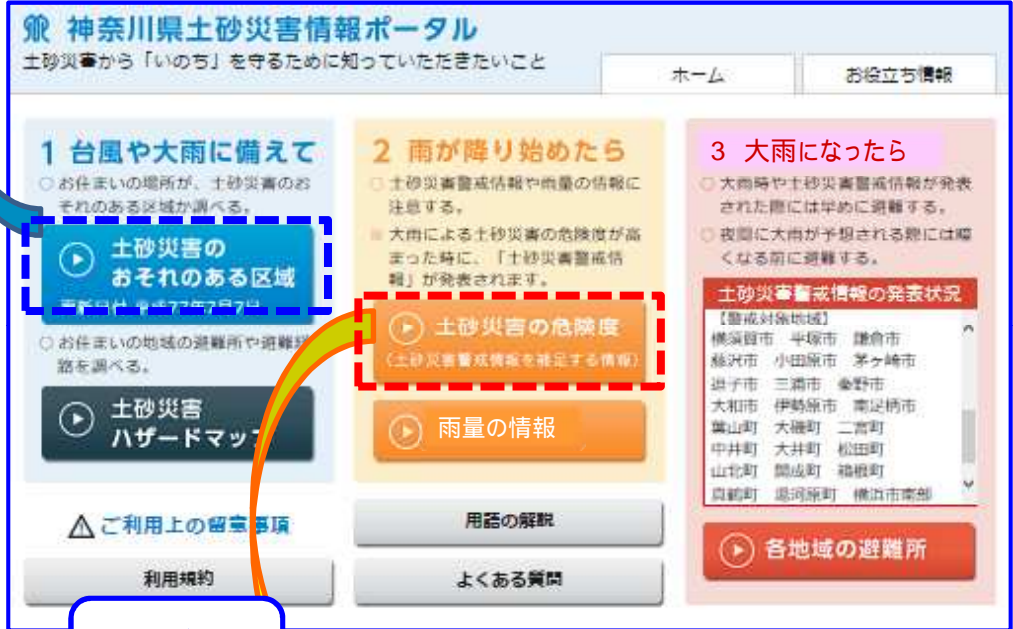 神奈川県土砂災害情報ポータル
土砂災害から「いのち」を守るために知っていただきたいこと
ホーム
お役立ち情報
1 台風や大雨に備えて
○ お住まいの場所が、土砂災害のお
それのある区域か調べる。
土砂災害の
おそれのある区域
更新日付 平成27年7月7日
○ お住まいの地域の避難所や避難経
路を調べる。
土砂災害
ハザードマップ
2 雨が降り始めたら
○ 土砂災害警戒情報や雨量の情報に
注意する。
大雨による土砂災害の危険度が高
まった時に、「土砂災害警戒情
報」が発表されます。
土砂災害の危険度
(土砂災害警戒情報を補足する情報)
雨量の情報
3 大雨になったら
○ 大雨時や土砂災害警戒情報が発表
された際には早めに避難する。
○ 夜間に大雨が予想される際には暗
くなる前に避難する。
土砂災害警戒情報の発表状況
【警戒対象地域】
横須賀市 平塚市 鎌倉市
藤沢市 小田原市 茅ヶ崎市
逗子市 三浦市 秦野市
大和市 伊勢原市 南足柄市
葉山町 大磯町 二宮町
中井町 大井町 松田町
山北町 開成町 箱根町
真鶴町 湯河原町 横浜市南部
各地域の避難所
ご利用上の留意事項
利用規約
用語の解説
よくある質問